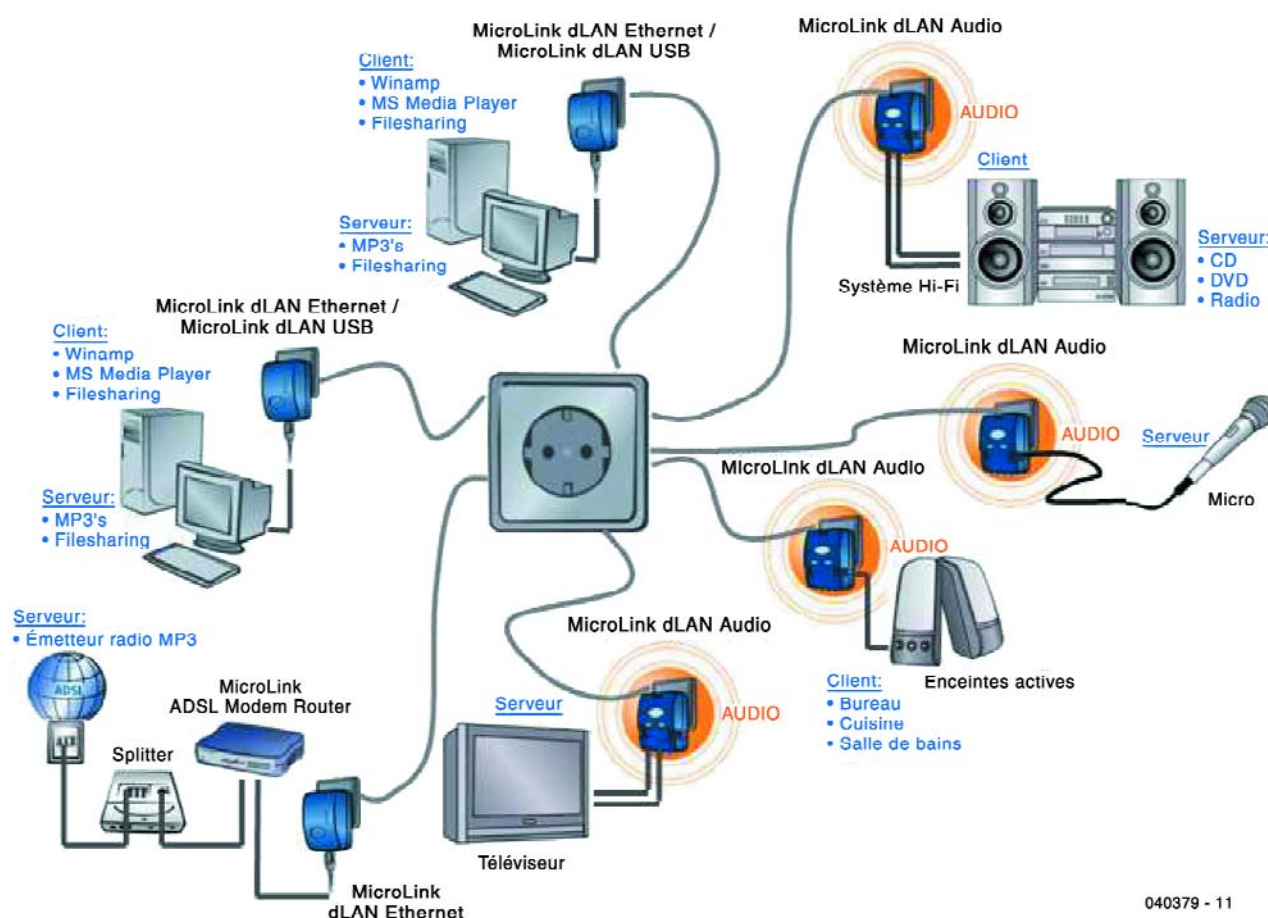 MicroLink dLAN Ethernet /
MicroLink dLAN USB
Client:
• Winamp
• MS Media Player
• Filesharing
Serveur:
• MP3's
• Filesharing
MicroLink dLAN Audio
AUDIO
Client
Système Hi-Fi
Serveur:
• CD
• DVD
• Radio
MicroLink dLAN Ethernet /
MicroLink dLAN USB
Client:
• Winamp
• MS Media Player
• Filesharing
Serveur:
• MP3's
• Filesharing
MicroLink dLAN Audio
AUDIO
Serveur
Micro
MicroLink dLAN Audio
AUDIO
Enceintes actives
Client:
• Bureau
• Cuisine
• Salle de bains
MicroLink dLAN Audio
AUDIO
Serveur
Téléviseur
Serveur:
• Émetteur radio MP3
ADSL
MicroLink
ADSL Modem Router
Splitter
MicroLink
dLAN Ethernet
040379 - 11